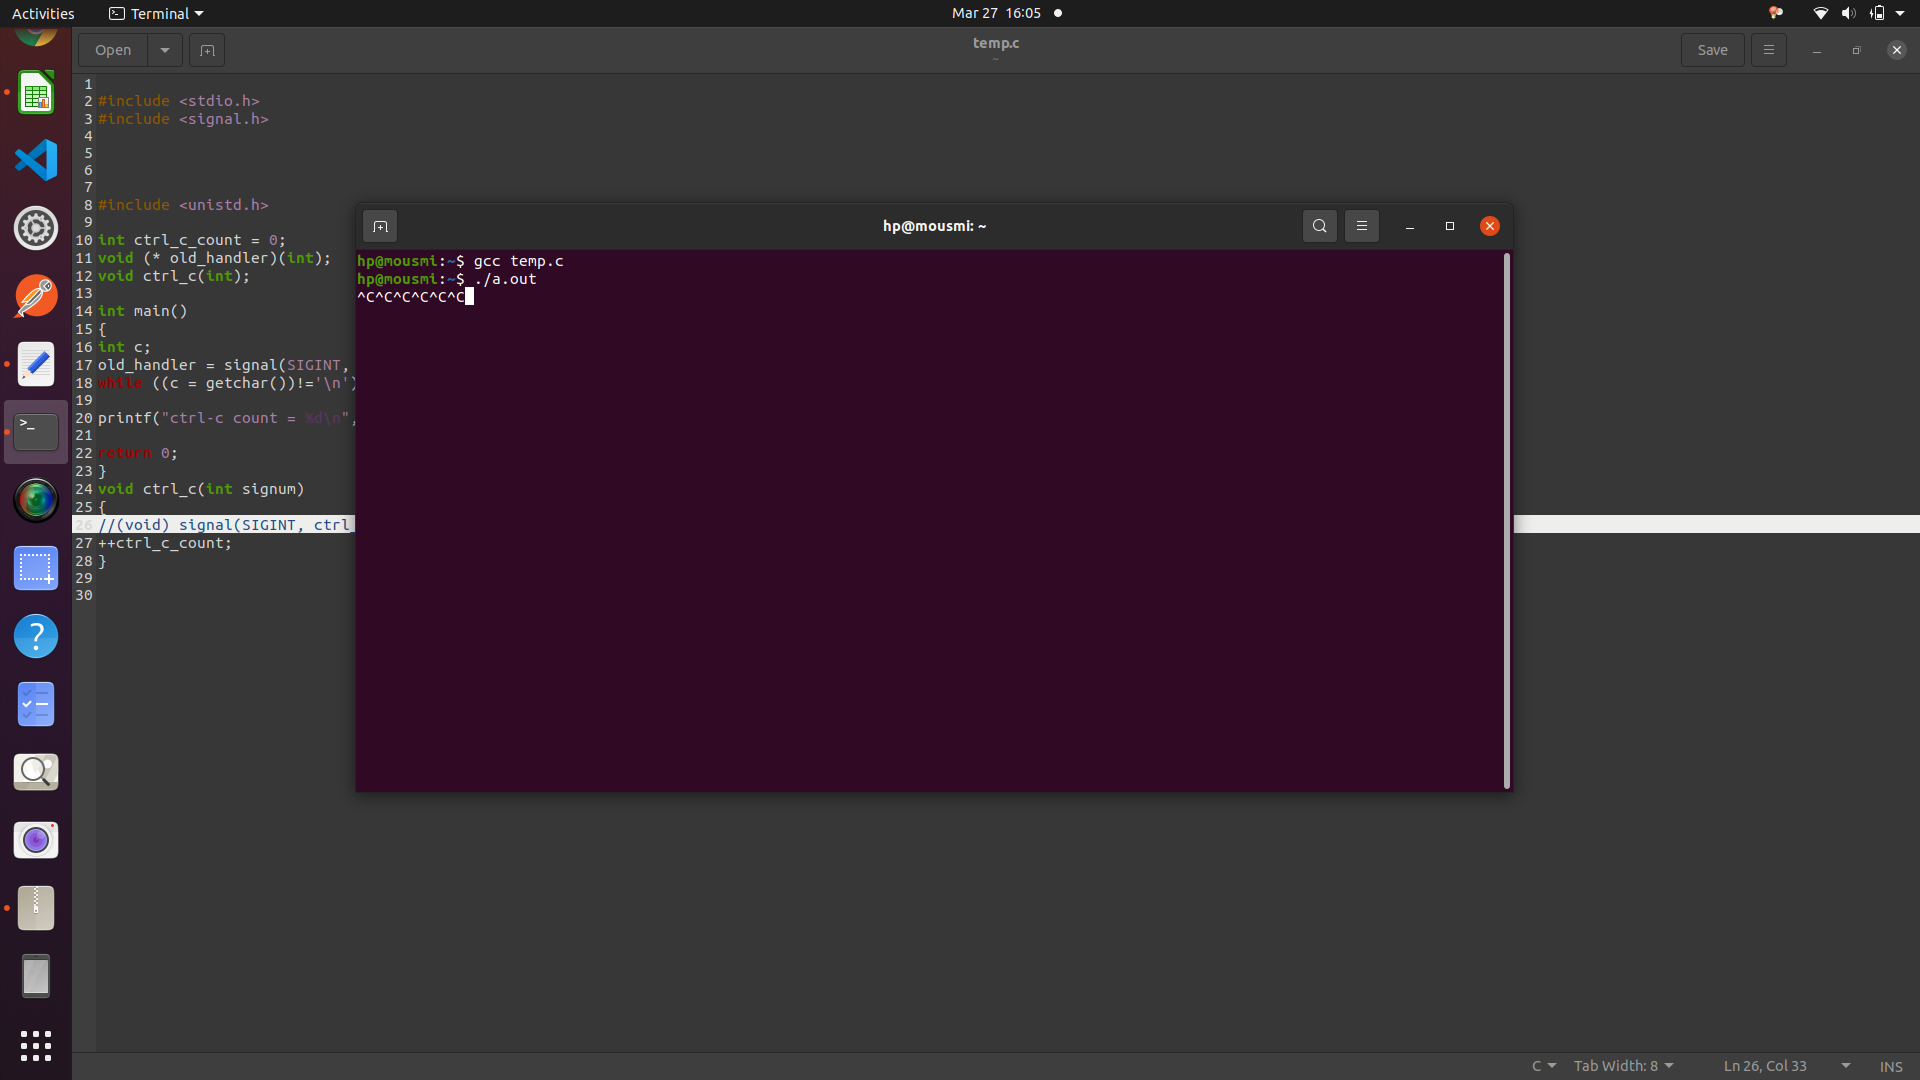 Activities
Terminal
Mar 27 16:05
Open
temp.c
~
Save
1
2 #include <stdio.h>
3 #include <signal.h>
4
5
6
7
8 #include <unistd.h>
9
10 int ctrl_c_count = 0;
11 void (* old_handler)(int);
12 void ctrl_c(int);
13
14 int main()
15 {
16 int c;
17 old_handler = signal(SIGINT,
18 while ((c = getchar())!='\n')
19
20 printf("ctrl-c count = %d\n",
21
22 return 0;
23 }
24 void ctrl_c(int signum)
25 {
26 //(void) signal(SIGINT, ctrl_
27 ++ctrl_c_count;
28 }
29
30
hp@mousmi: ~
hp@mousmi:~$ gcc temp.c
hp@mousmi:~$ ./a.out
^C^C^C^C^C^C
C
Tab Width: 8
Ln 26, Col 33
INS